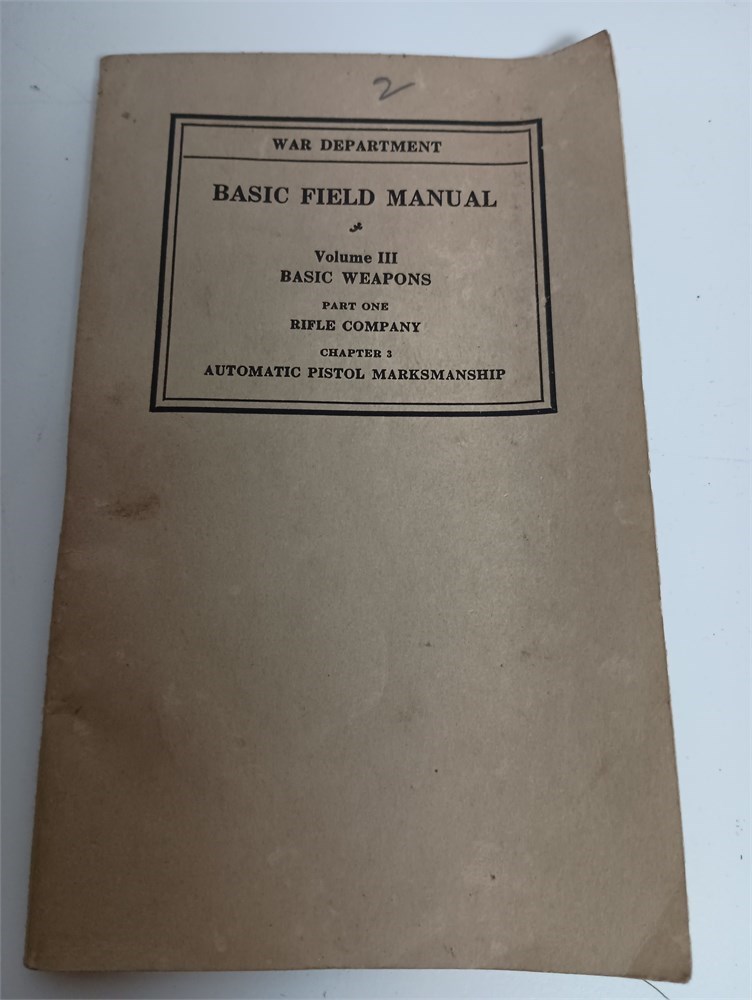 2
WAR DEPARTMENT
BASIC FIELD MANUAL
Volume III
BASIC WEAPONS
PART ONE
RIFLE COMPANY
CHAPTER 3
AUTOMATIC PISTOL MARKSMANSHIP